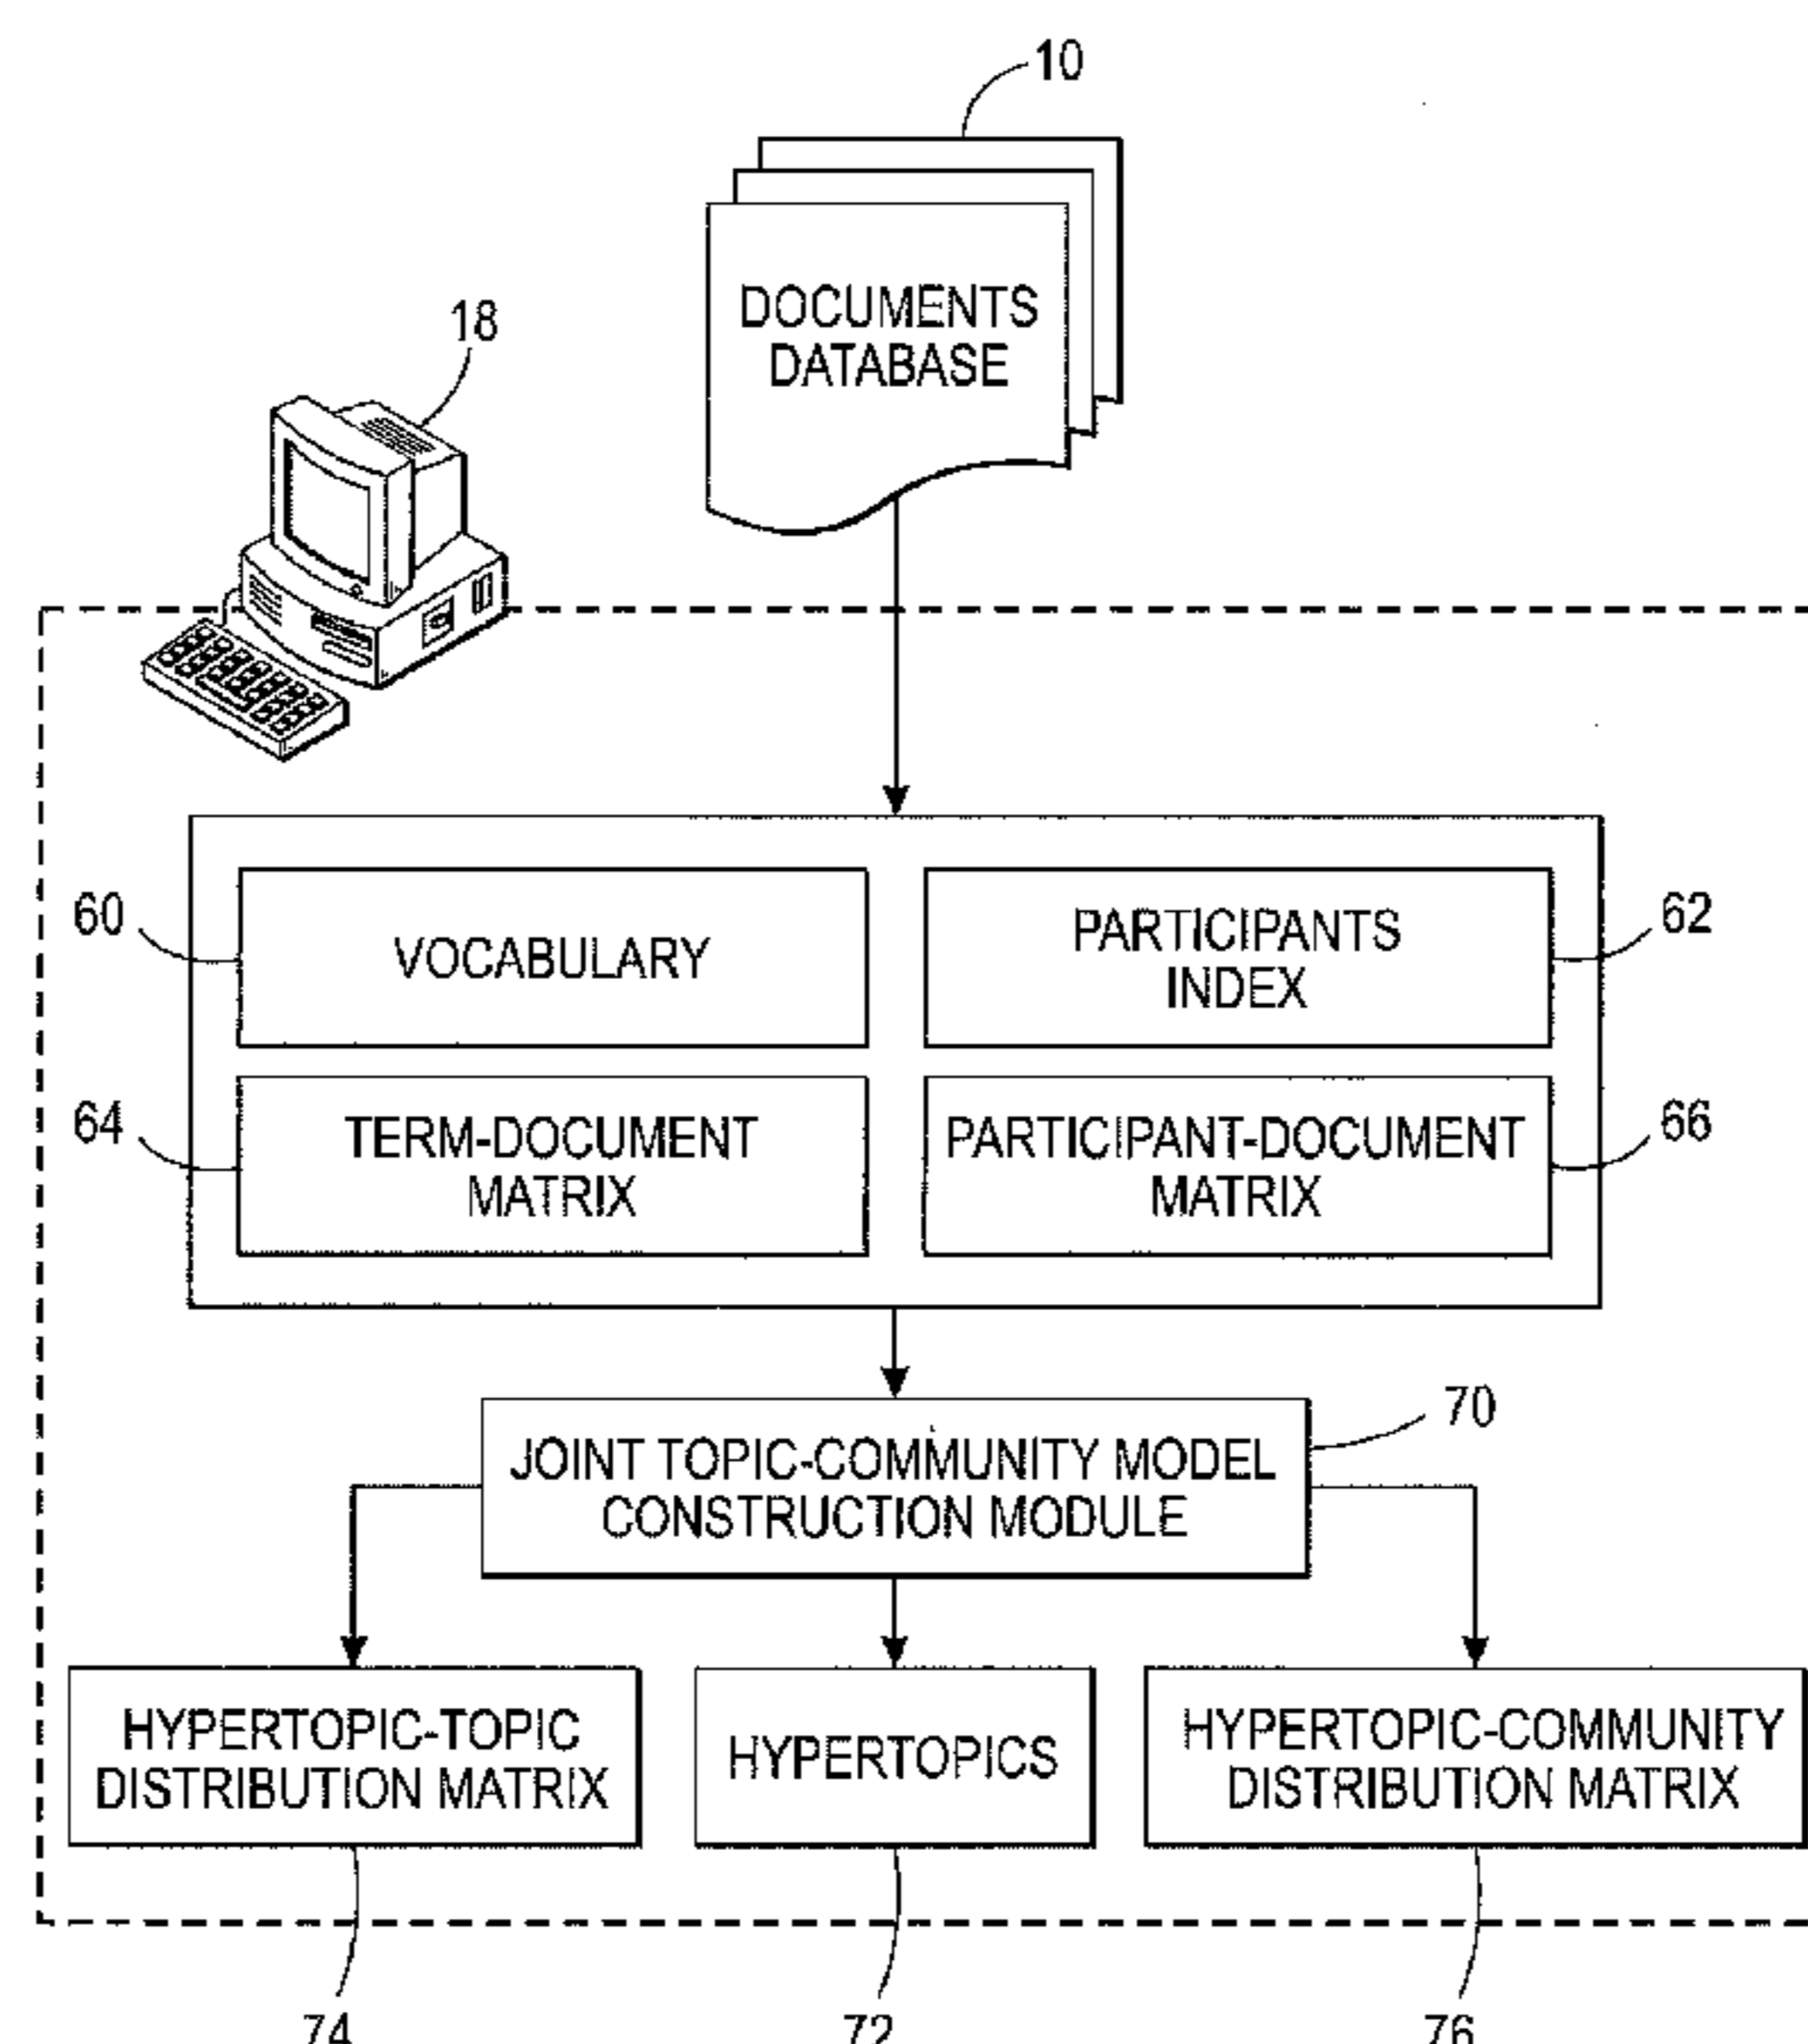 10
DOCUMENTS
DATABASE
18
60
VOCABULARY
PARTICIPANTS
INDEX
62
64
TERM-DOCUMENT
MATRIX
PARTICIPANT-DOCUMENT
MATRIX
66
70
JOINT TOPIC-COMMUNITY MODEL
CONSTRUCTION MODULE
HYPERTOPIC-TOPIC
DISTRIBUTION MATRIX
HYPERTOPICS
HYPERTOPIC-COMMUNITY
DISTRIBUTION MATRIX
74
72
76